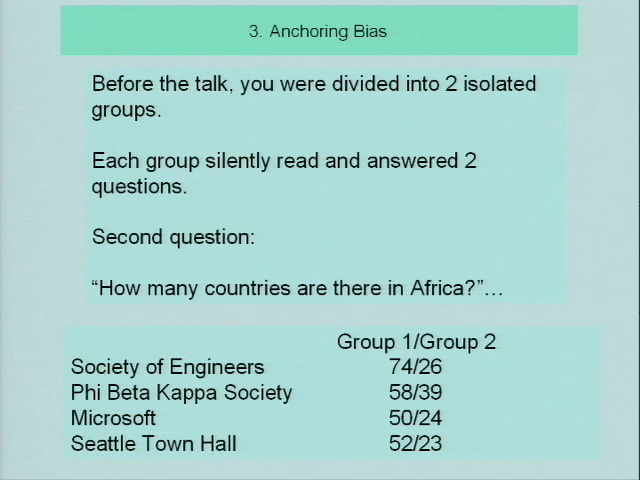 3. Anchoring Bias
Before the talk, you were divided into 2 isolated
groups.
Each group silently read and answered 2
questions.
Second question:
“How many countries are there in Africa?”…
Group 1/Group 2
Society of Engineers 74/26
Phi Beta Kappa Society 58/39
Microsoft 50/24
Seattle Town Hall 52/23